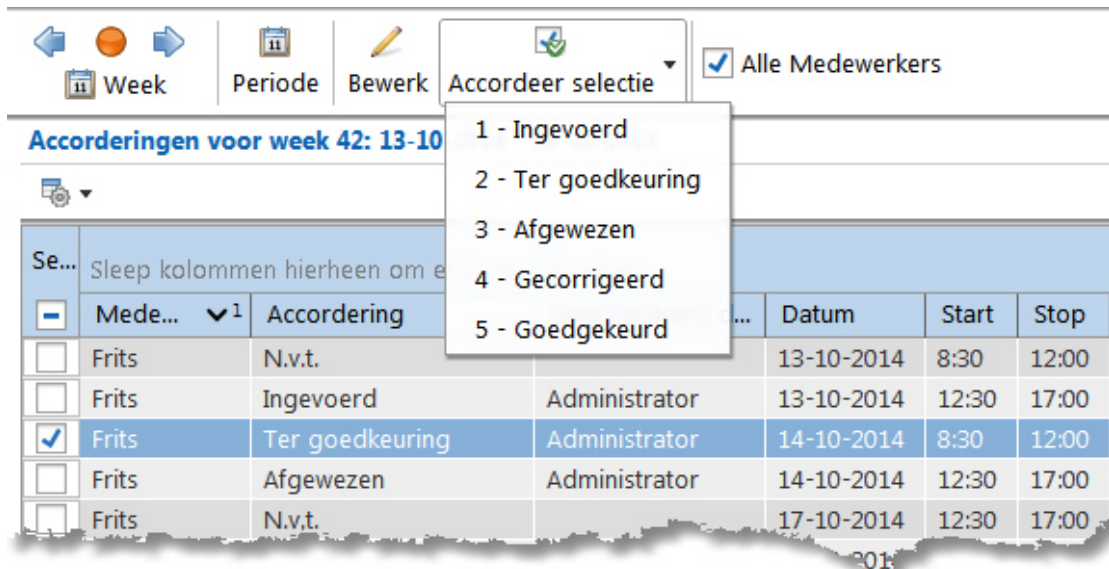 11
11 Week
Periode
Bewerk
Accordeer selectie
Alle Medewerkers
1 - Ingevoerd
2 - Ter goedkeuring
3 - Afgewezen
4 - Gecorrigeerd
5 - Goedgekeurd
Accorderingen voor week 42: 13-10
Se... Sleep kolommen hierheen om e
Mede... 1 Accordering ... Datum Start Stop
Frits N.v.t. 13-10-2014 8:30 12:00
Frits Ingevoerd Administrator 13-10-2014 12:30 17:00
Frits Ter goedkeuring Administrator 14-10-2014 8:30 12:00
Frits Afgewezen Administrator 14-10-2014 12:30 17:00
Frits N.v.t. 17-10-2014 12:30 17:00